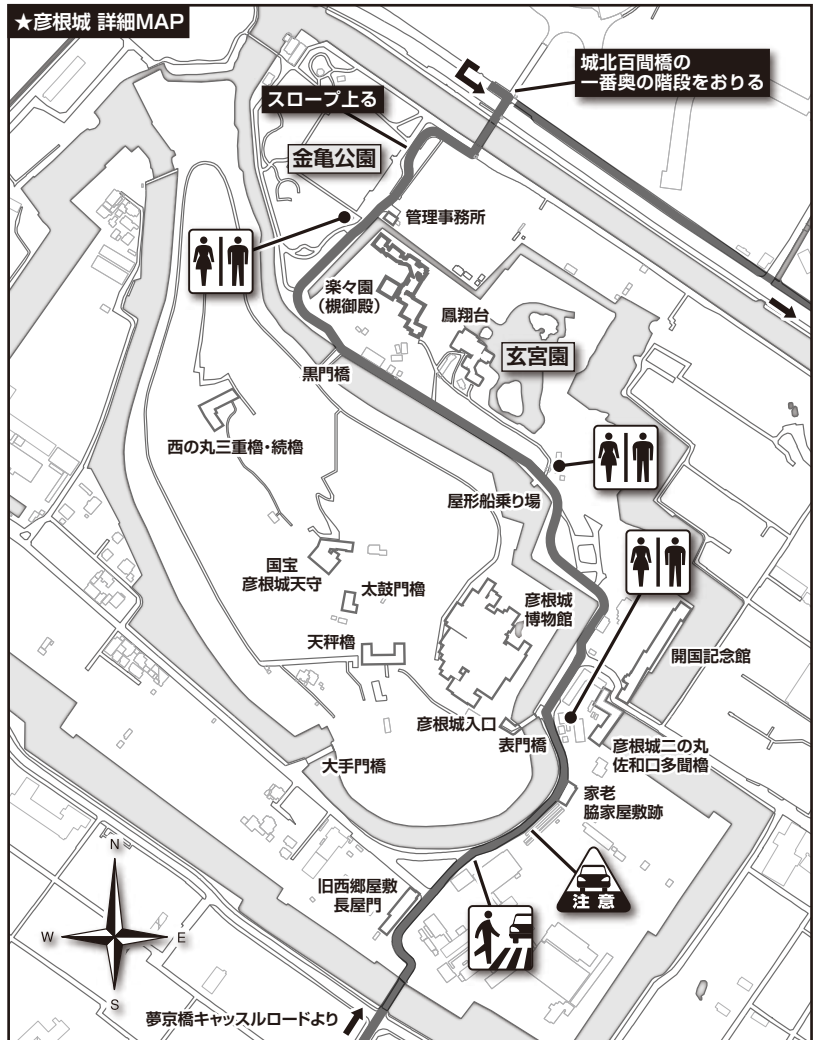 ★彦根城 詳細MAP
城北百間橋の
一番奥の階段をおりる
スロープ上る
金亀公園
管理事務所
楽々園
（槻御殿）
鳳翔台
玄宮園
黒門橋
西の丸三重櫓・続櫓
屋形船乗り場
国宝
彦根城天守
太鼓門櫓
彦根城
博物館
天秤櫓
開国記念館
彦根城入口
表門橋
彦根城二の丸
佐和口多聞櫓
大手門橋
家老
脇家屋敷跡
注意
旧西郷屋敷
長屋門
N
W
E
S
夢京橋キャッスルロードより